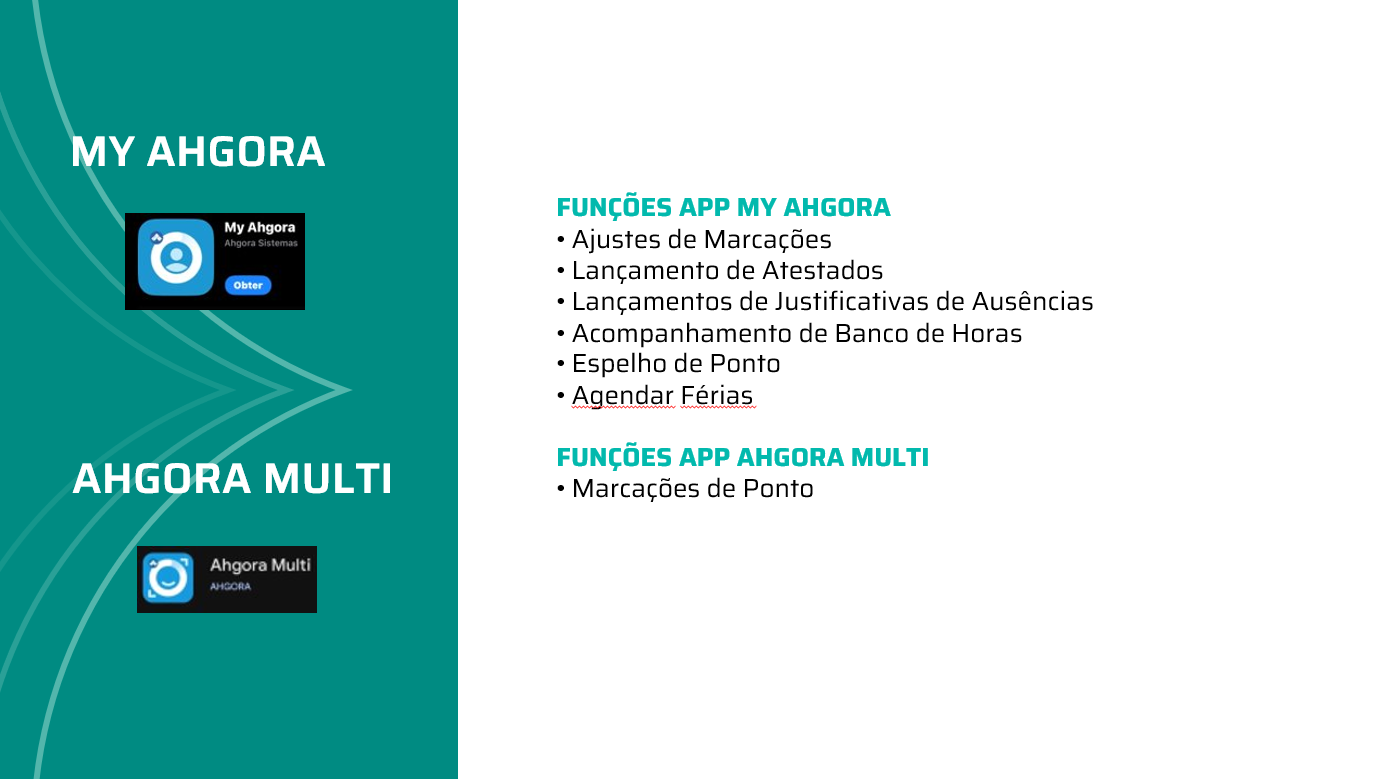 MY AHGORA
My Ahgora
Ahgora Sistemas
Obter
AHGORA MULTI
Ahgora Multi
AHGORA
FUNÇÕES APP MY AHGORA
• Ajustes de Marcações
• Lançamento de Atestados
• Lançamentos de Justificativas de Ausências
• Acompanhamento de Banco de Horas
• Espelho de Ponto
• Agendar Férias
FUNÇÕES APP AHGORA MULTI
• Marcações de Ponto